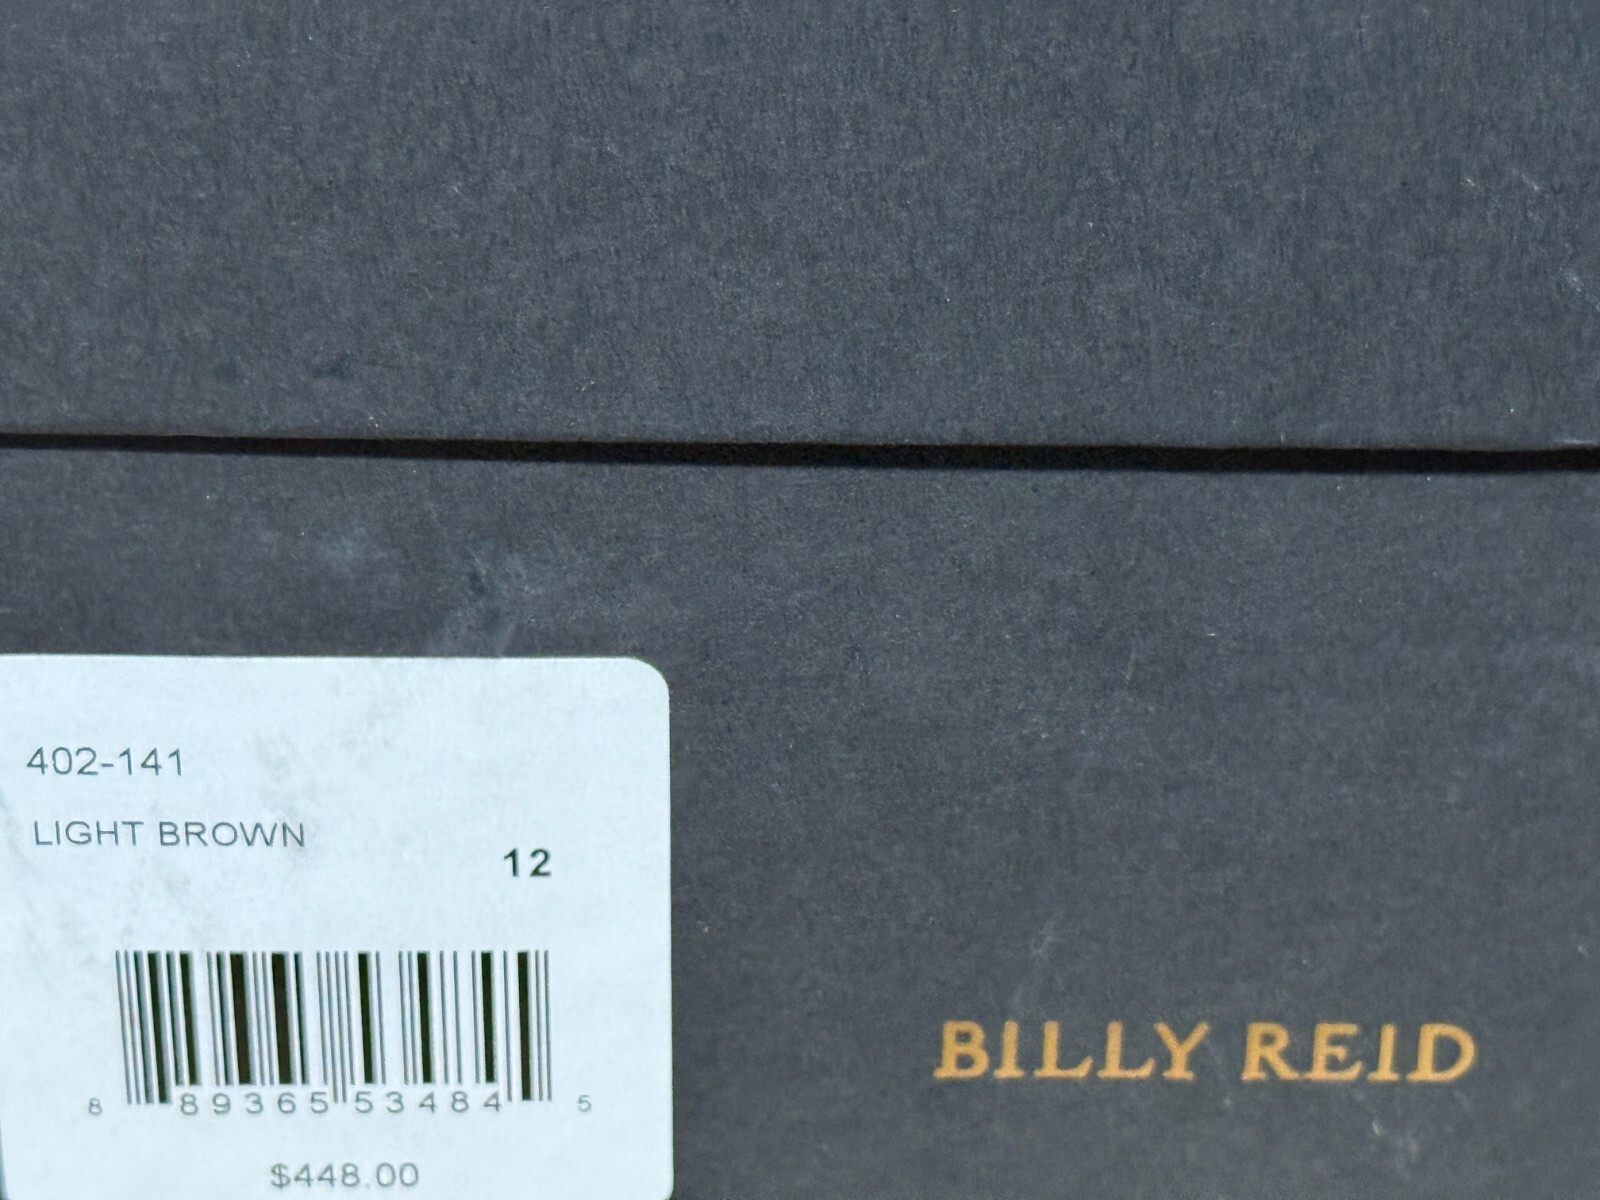 402-141
LIGHT BROWN
12
8 89365 53484 5
$448.00
BILLY REID